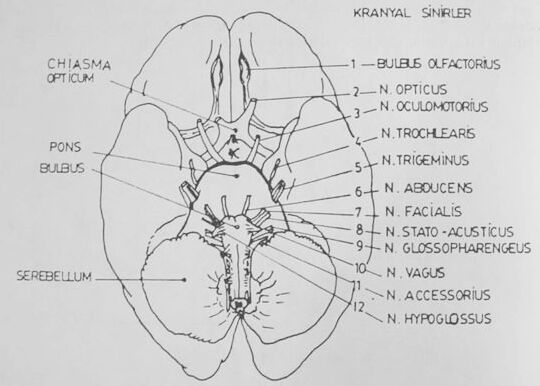 KRANYAL SİNİRLER
CHIASMA
OPTICUM
PONS
BULBUS
SEREBELLUM
1 BULBUS OLFACTORIUS
2 N. OPTICUS
3 N. OCULOMOTORIUS
4 N. TROCHLEARIS
5 N. TRIGEMINUS
6 N. ABDUCENS
7 N. FACIALIS
8 N. STATO-ACUSTICUS
9 N. GLOSSOPHARENGEUS
10 N. VAGUS
11 N. ACCESSORIUS
12 N. HYPOGLOSSUS